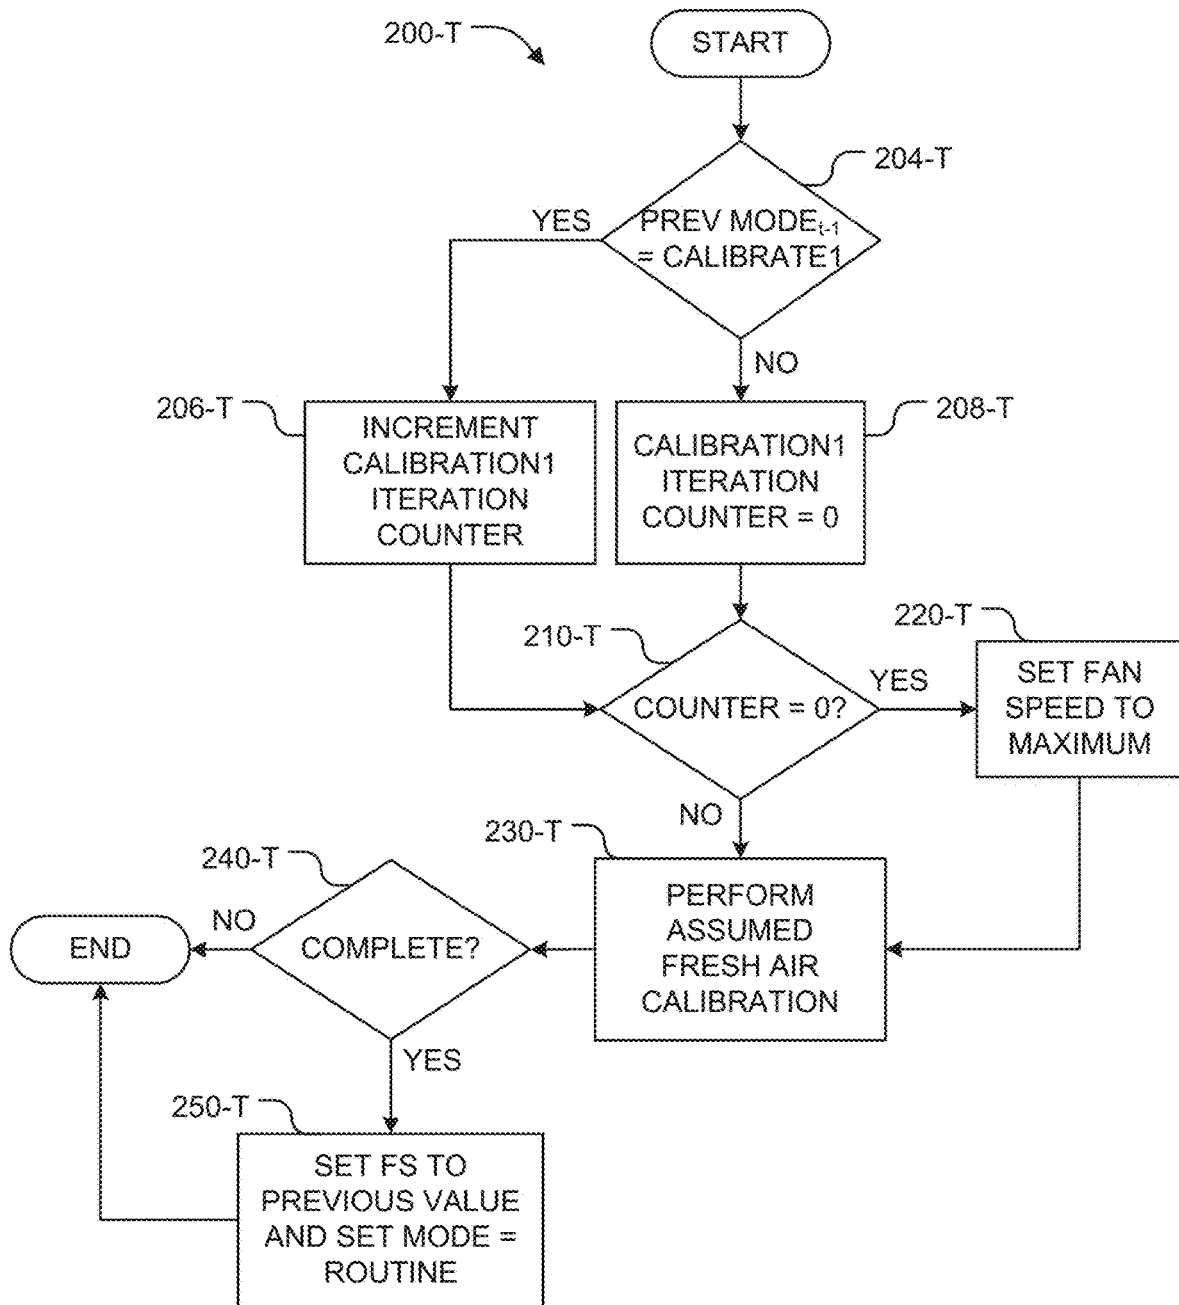 200-T
START
204-T
YES
PREV MODEt-1
= CALIBRATE1
NO
206-T
INCREMENT
CALIBRATION1
ITERATION
COUNTER
208-T
CALIBRATION1
ITERATION
COUNTER = 0
210-T
COUNTER = 0?
YES
220-T
SET FAN
SPEED TO
MAXIMUM
NO
230-T
PERFORM
ASSUMED
FRESH AIR
CALIBRATION
240-T
COMPLETE?
NO
END
YES
250-T
SET FS TO
PREVIOUS VALUE
AND SET MODE =
ROUTINE